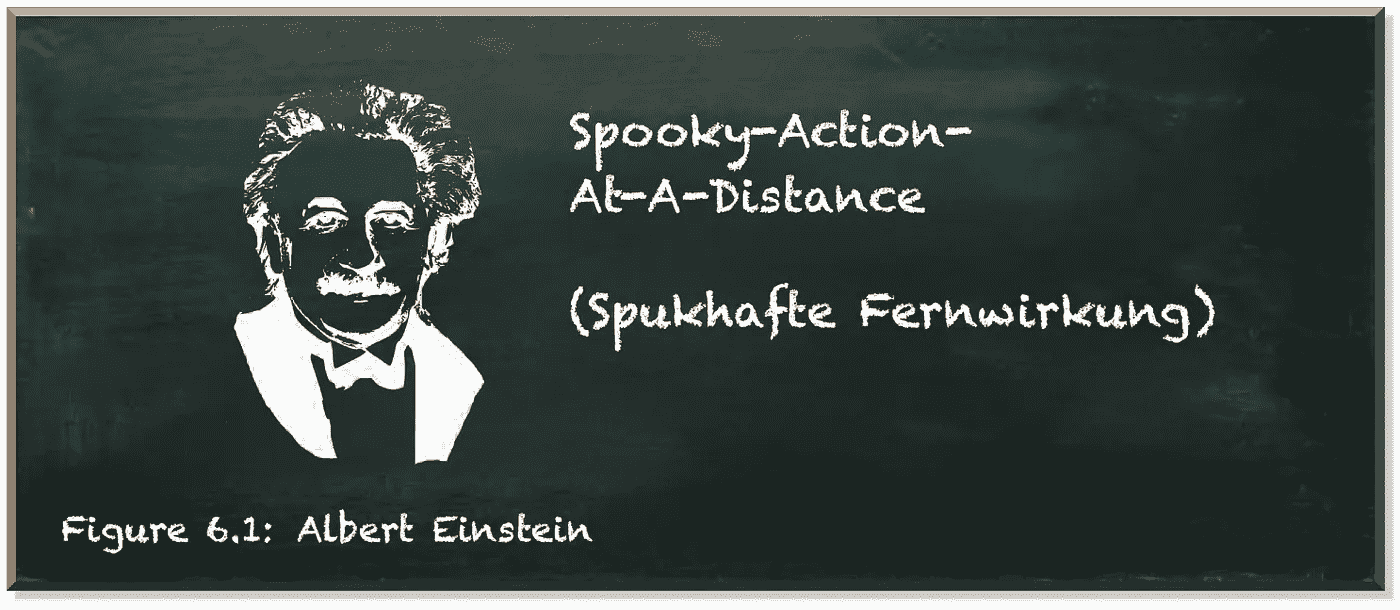 Spooky-Action-
At-A-Distance
(Spukhafte Fernwirkung)
Figure 6.1: Albert Einstein